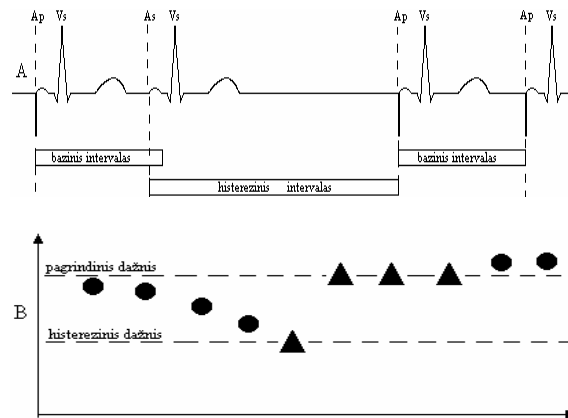 Ap Vs As Vs Ap Vs Ap Vs
A
bazinis intervalas bazinis intervalas
histerezinis intervalas
pagrindinis dažnis
B
histerezinis dažnis